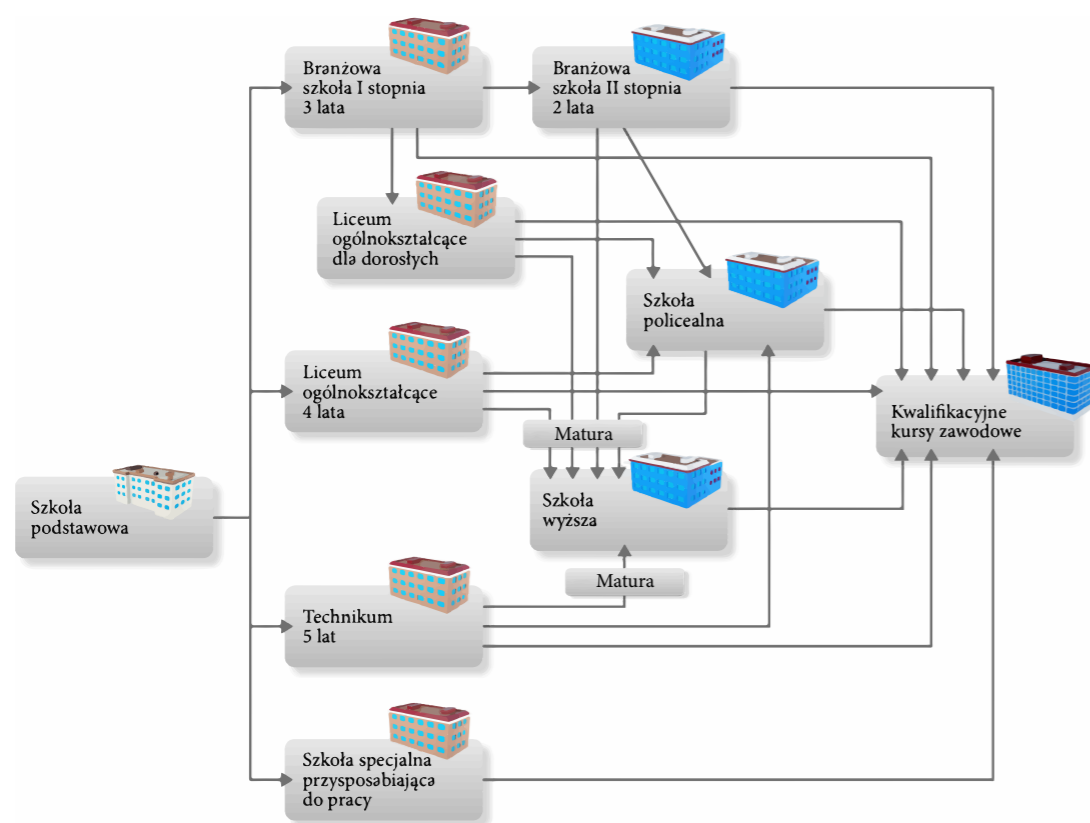 Branżowa
szkoła I stopnia
3 lata
Branżowa
szkoła II stopnia
2 lata
Liceum
ogólnokształcące
dla dorosłych
Szkoła
policealna
Liceum
ogólnokształcące
4 lata
Kwalifikacyjne
kursy zawodowe
Matura
Szkoła
podstawowa
Szkoła
wyższa
Matura
Technikum
5 lat
Szkoła specjalna
przysposabiająca
do pracy